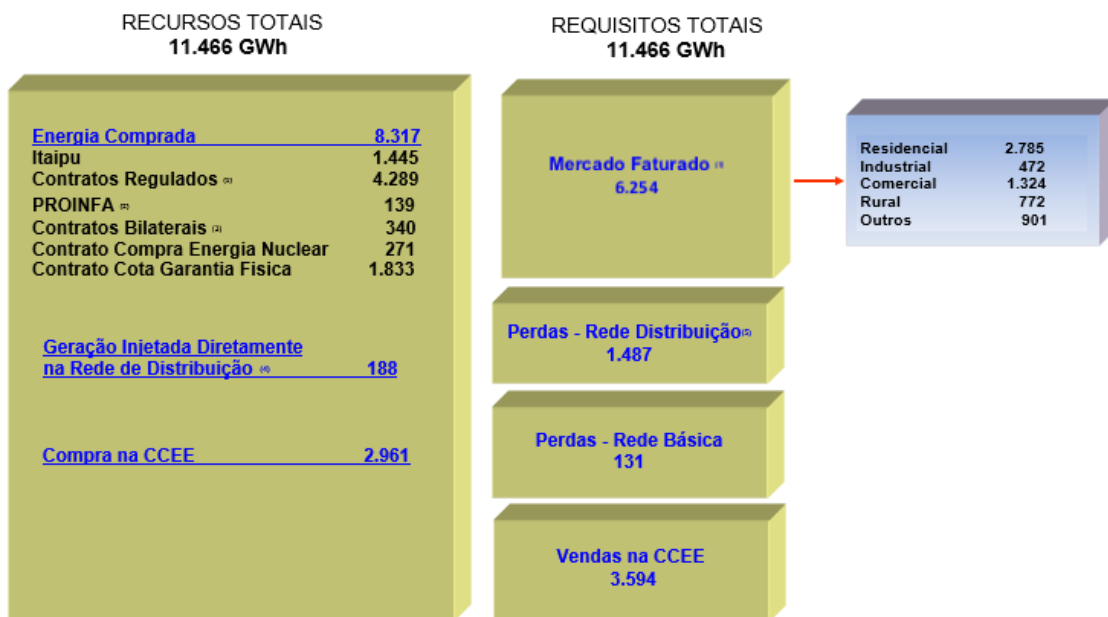 RECURSOS TOTAIS
11.466 GWh
Energia Comprada 8.317
Itaipu 1.445
Contratos Regulados 4.289
PROINFA 139
Contratos Bilaterais 340
Contrato Compra Energia Nuclear 271
Contrato Cota Garantia Fisica 1.833
Geração Injetada Diretamente
na Rede de Distribuição (4) 188
Compra na CCEE 2.961
REQUISITOS TOTAIS
11.466 GWh
Mercado Faturado
6.254
Perdas - Rede Distribuição(5)
1.487
Perdas - Rede Básica
131
Vendas na CCEE
3.594
Residencial 2.785
Industrial 472
Comercial 1.324
Rural 772
Outros 901